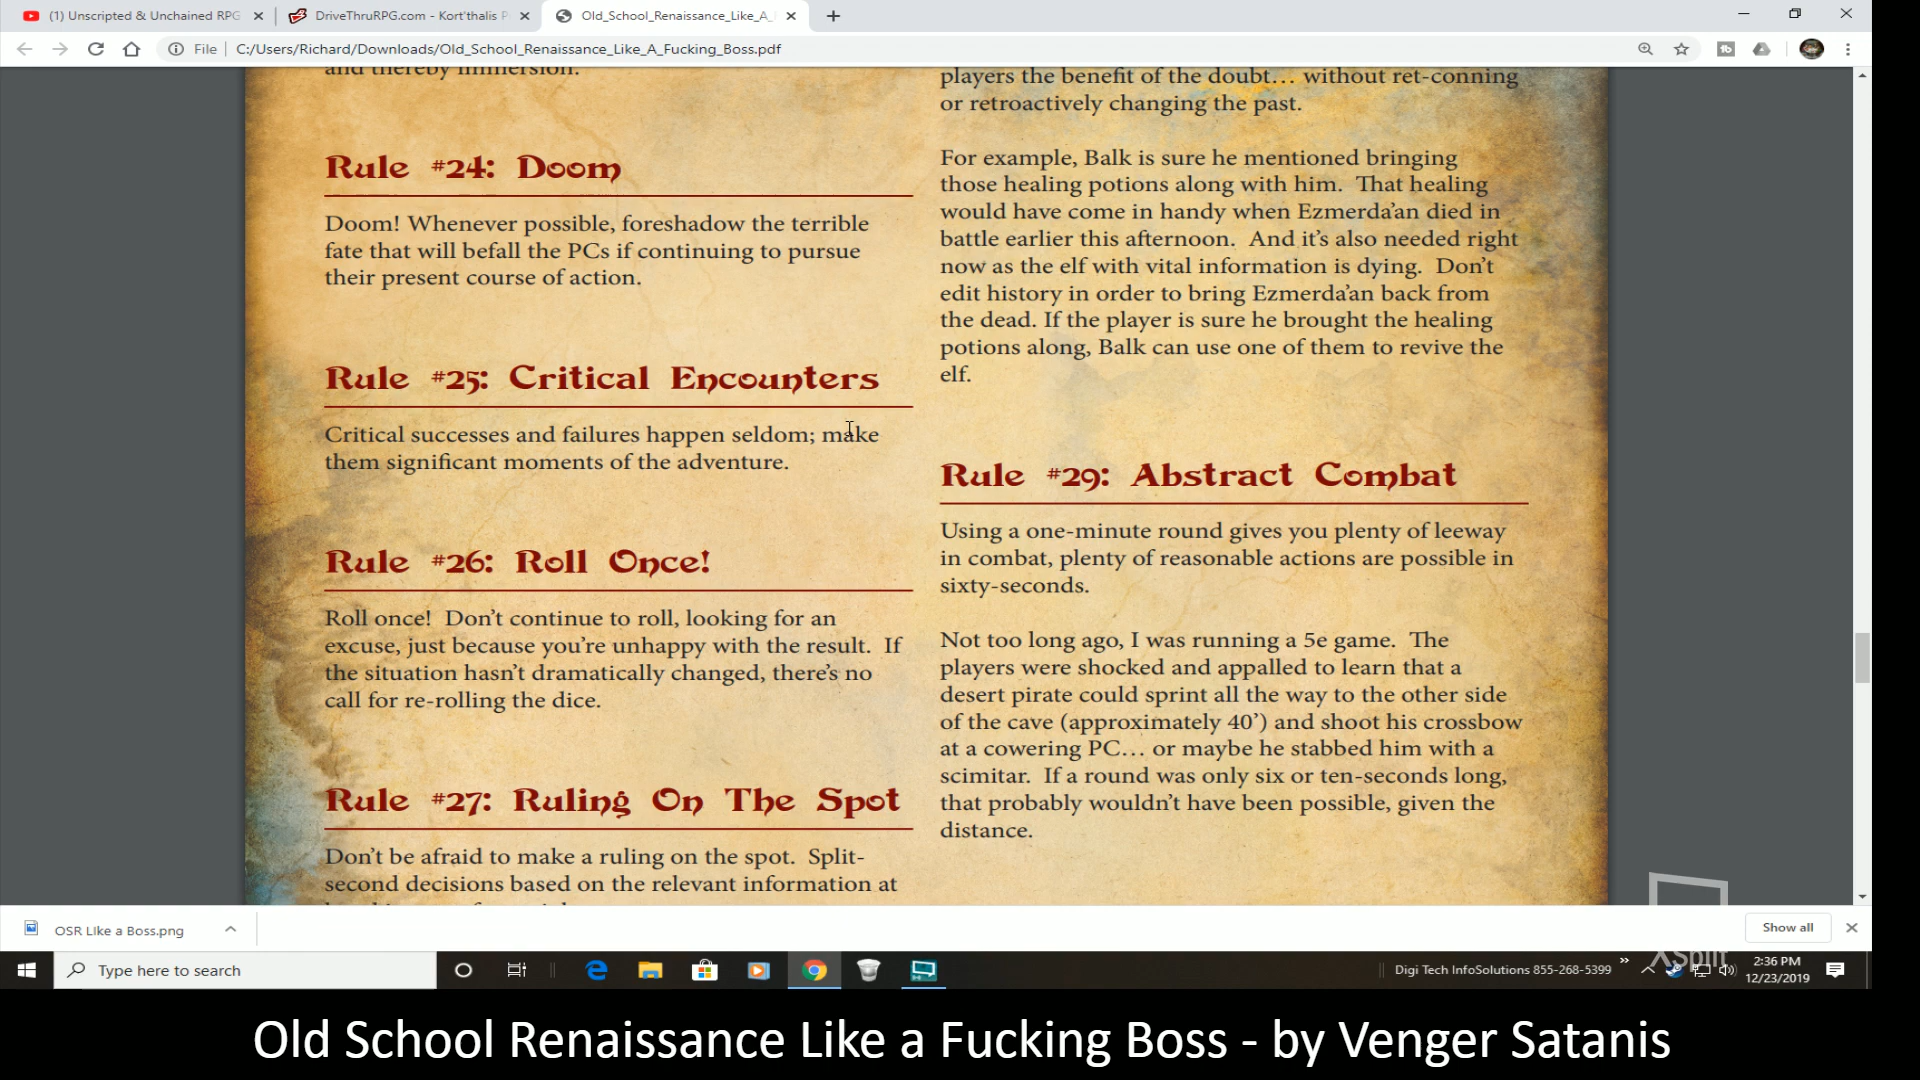 (1) Unscripted & Unchained RPG
DriveThruRPG.com - Kort'thalis P
Old_School_Renaissance_Like_A_
File
C:/Users/Richard/Downloads/Old_School_Renaissance_Like_A_Fucking_Boss.pdf
and thereby immersion.
Rule #24: Doom
Doom! Whenever possible, foreshadow the terrible
fate that will befall the PCs if continuing to pursue
their present course of action.
Rule #25: Critical Encounters
Critical successes and failures happen seldom; make
them significant moments of the adventure.
Rule #26: Roll Once!
Roll once!  Don't continue to roll, looking for an
excuse, just because you're unhappy with the result.  If
the situation hasn't dramatically changed, there's no
call for re-rolling the dice.
Rule #27: Ruling On The Spot
Don't be afraid to make a ruling on the spot.  Split-
second decisions based on the relevant information at
players the benefit of the doubt… without ret-conning
or retroactively changing the past.
For example, Balk is sure he mentioned bringing
those healing potions along with him.  That healing
would have come in handy when Ezmerda'an died in
battle earlier this afternoon.  And it's also needed right
now as the elf with vital information is dying.  Don't
edit history in order to bring Ezmerda'an back from
the dead. If the player is sure he brought the healing
potions along, Balk can use one of them to revive the
elf.
Rule #29: Abstract Combat
Using a one-minute round gives you plenty of leeway
in combat, plenty of reasonable actions are possible in
sixty-seconds.
Not too long ago, I was running a 5e game.  The
players were shocked and appalled to learn that a
desert pirate could sprint all the way to the other side
of the cave (approximately 40') and shoot his crossbow
at a cowering PC… or maybe he stabbed him with a
scimitar.  If a round was only six or ten-seconds long,
that probably wouldn't have been possible, given the
distance.
OSR LIke a Boss.png
Show all
Type here to search
Digi Tech InfoSolutions 855-268-5399
XSplit
2:36 PM
12/23/2019
Old School Renaissance Like a Fucking Boss - by Venger Satanis